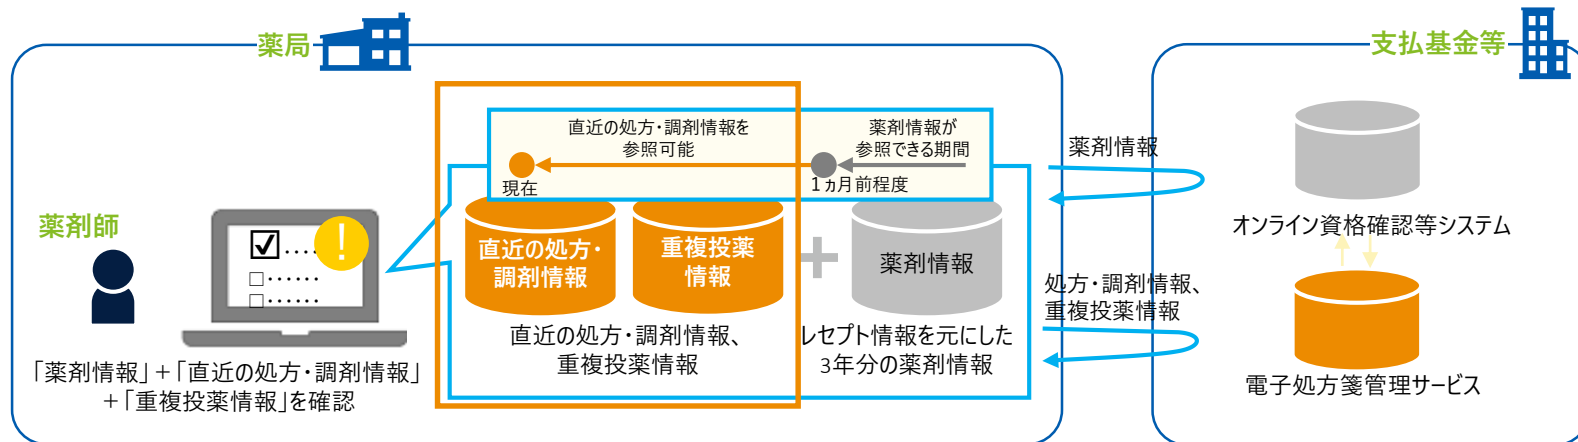 薬局
支払基金等
直近の処方・調剤情報を
参照可能
薬剤情報が
参照できる期間
現在
1ヵ月前程度
薬剤師
!
直近の処方・
調剤情報
重複投薬
情報
+
薬剤情報
直近の処方・調剤情報、
重複投薬情報
レセプト情報を元にした
3年分の薬剤情報
「薬剤情報」+「直近の処方・調剤情報」
+「重複投薬情報」を確認
薬剤情報
処方・調剤情報、
重複投薬情報
オンライン資格確認等システム
電子処方箋管理サービス